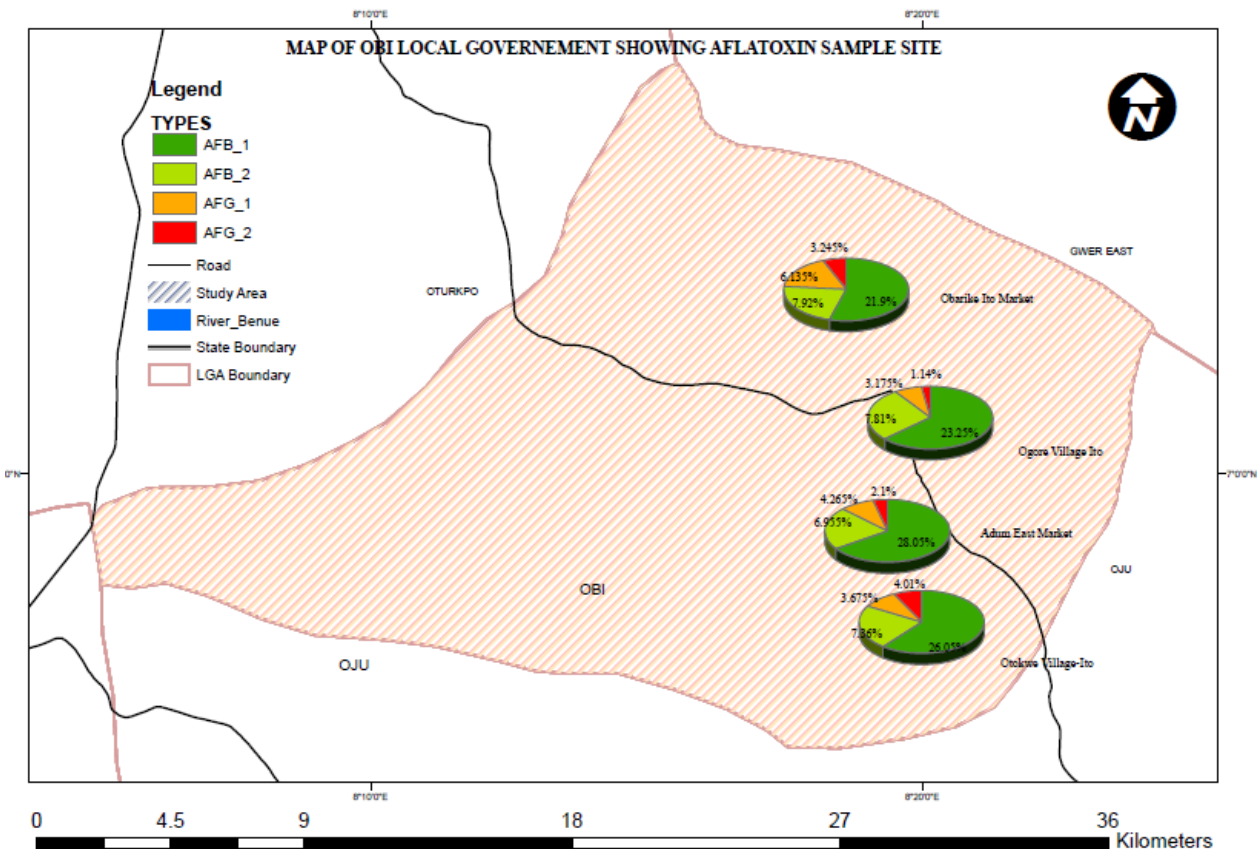 8°10'0"E 8°20'0"E
MAP OF OBI LOCAL GOVERNEMENT SHOWING AFLATOXIN SAMPLE SITE
Legend
TYPES
AFB_1
AFB_2
AFG_1
AFG_2
Road
Study Area
River_Benue
State Boundary
LGA Boundary
N
GWER EAST
OTURKPO
3.245%
6.135%
7.92%
21.9%
Obarike Ito Market
1.14%
3.175%
7.81%
23.25%
Ogore Village Ito
0"N
7°0'0"N
2.1%
4.265%
6.955%
28.05%
Adum East Market
OJU
OBI
4.01%
3.675%
7.36%
26.05%
Otokwe Village-Ito
OJU
8°10'0"E 8°20'0"E
0 4.5 9 18 27 36
Kilometers